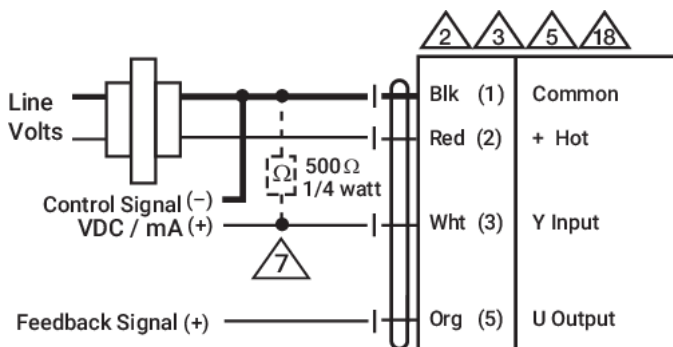 2 3 5 18
Line
Volts
Blk (1) Common
Red (2) + Hot
Ω 500 Ω
1/4 watt
Control Signal (−)
VDC / mA (+)
Wht (3) Y Input
7
Feedback Signal (+)
Org (5) U Output